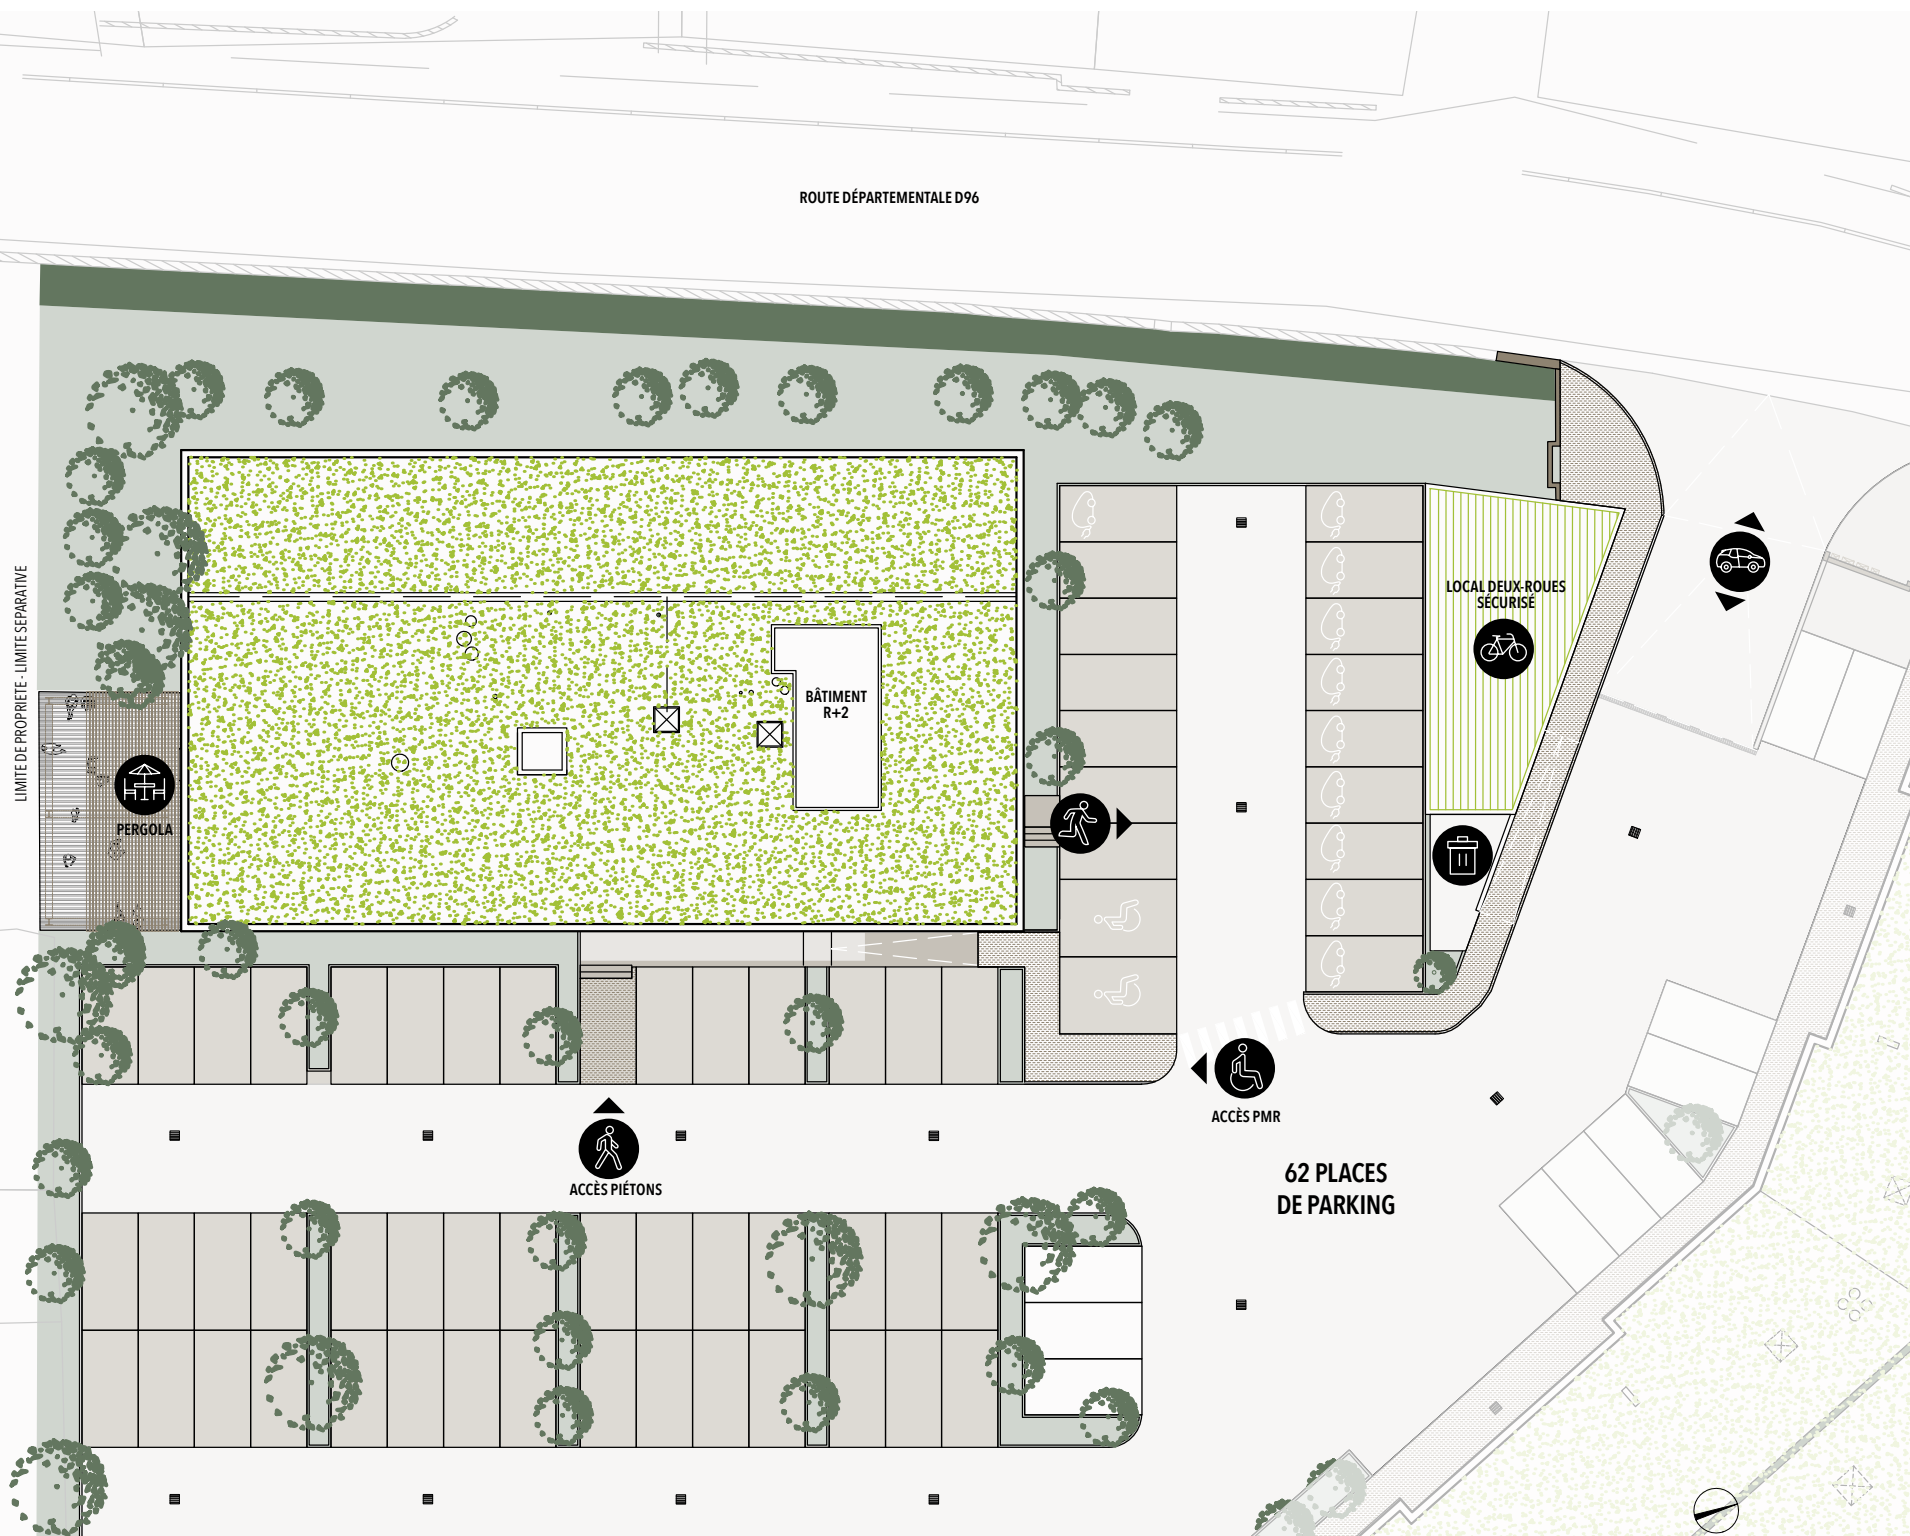 ROUTE DÉPARTEMENTALE D96
LIMITE DE PROPRIETE - LIMITE SEPARATIVE
LOCAL DEUX-ROUES
SÉCURISÉ
BÂTIMENT
R+2
PERGOLA
ACCÈS PMR
ACCÈS PIÉTONS
62 PLACES
DE PARKING